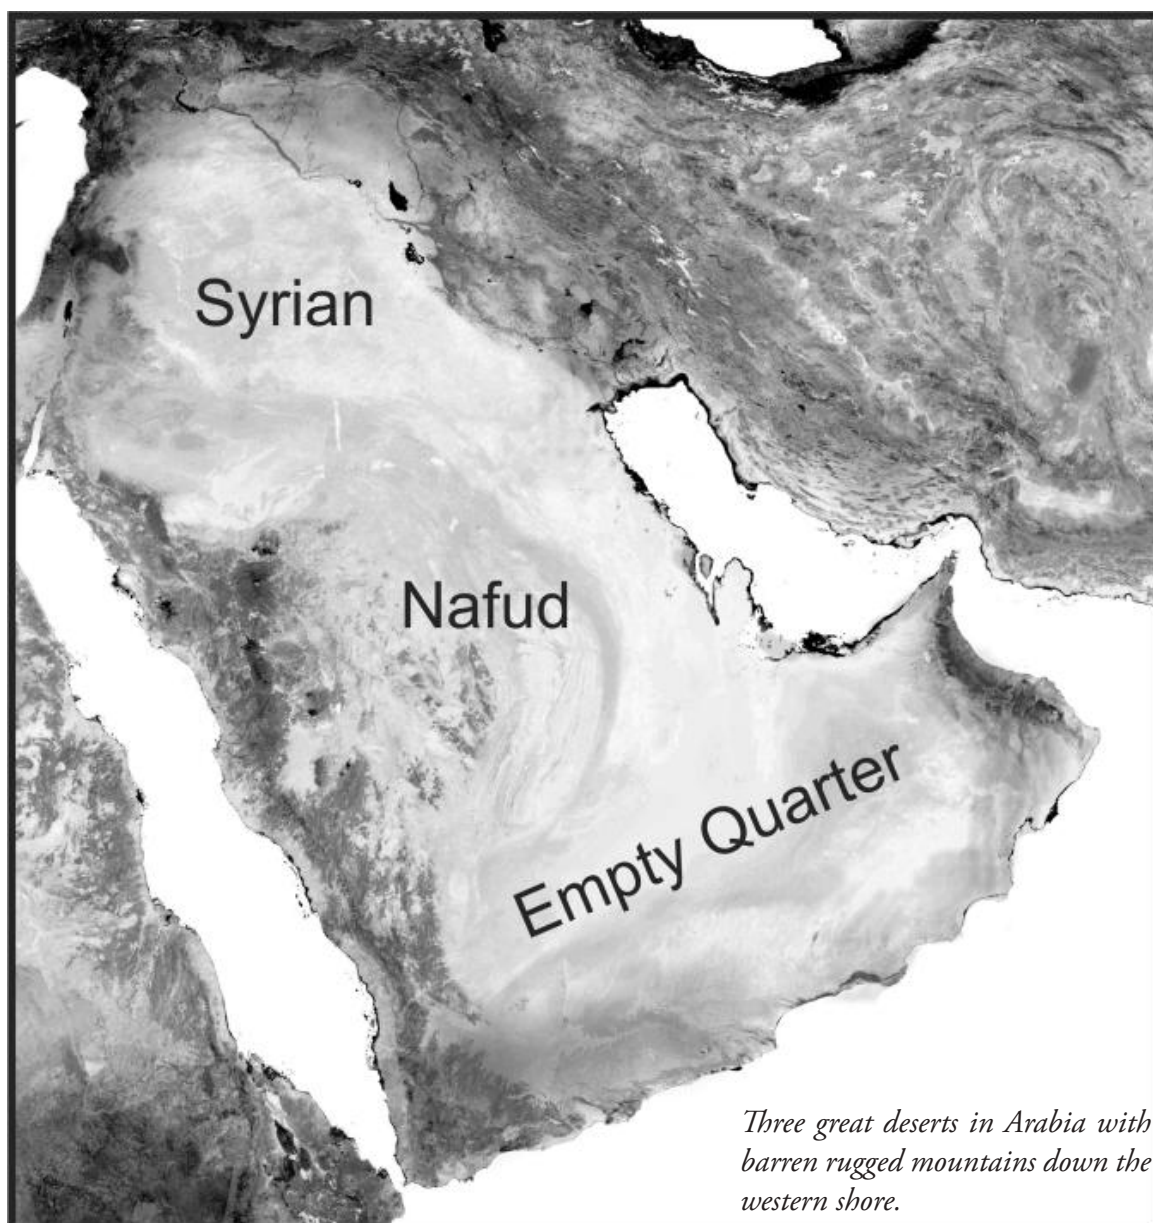 Syrian
Nafud
Empty Quarter
Three great deserts in Arabia with
barren rugged mountains down the
western shore.